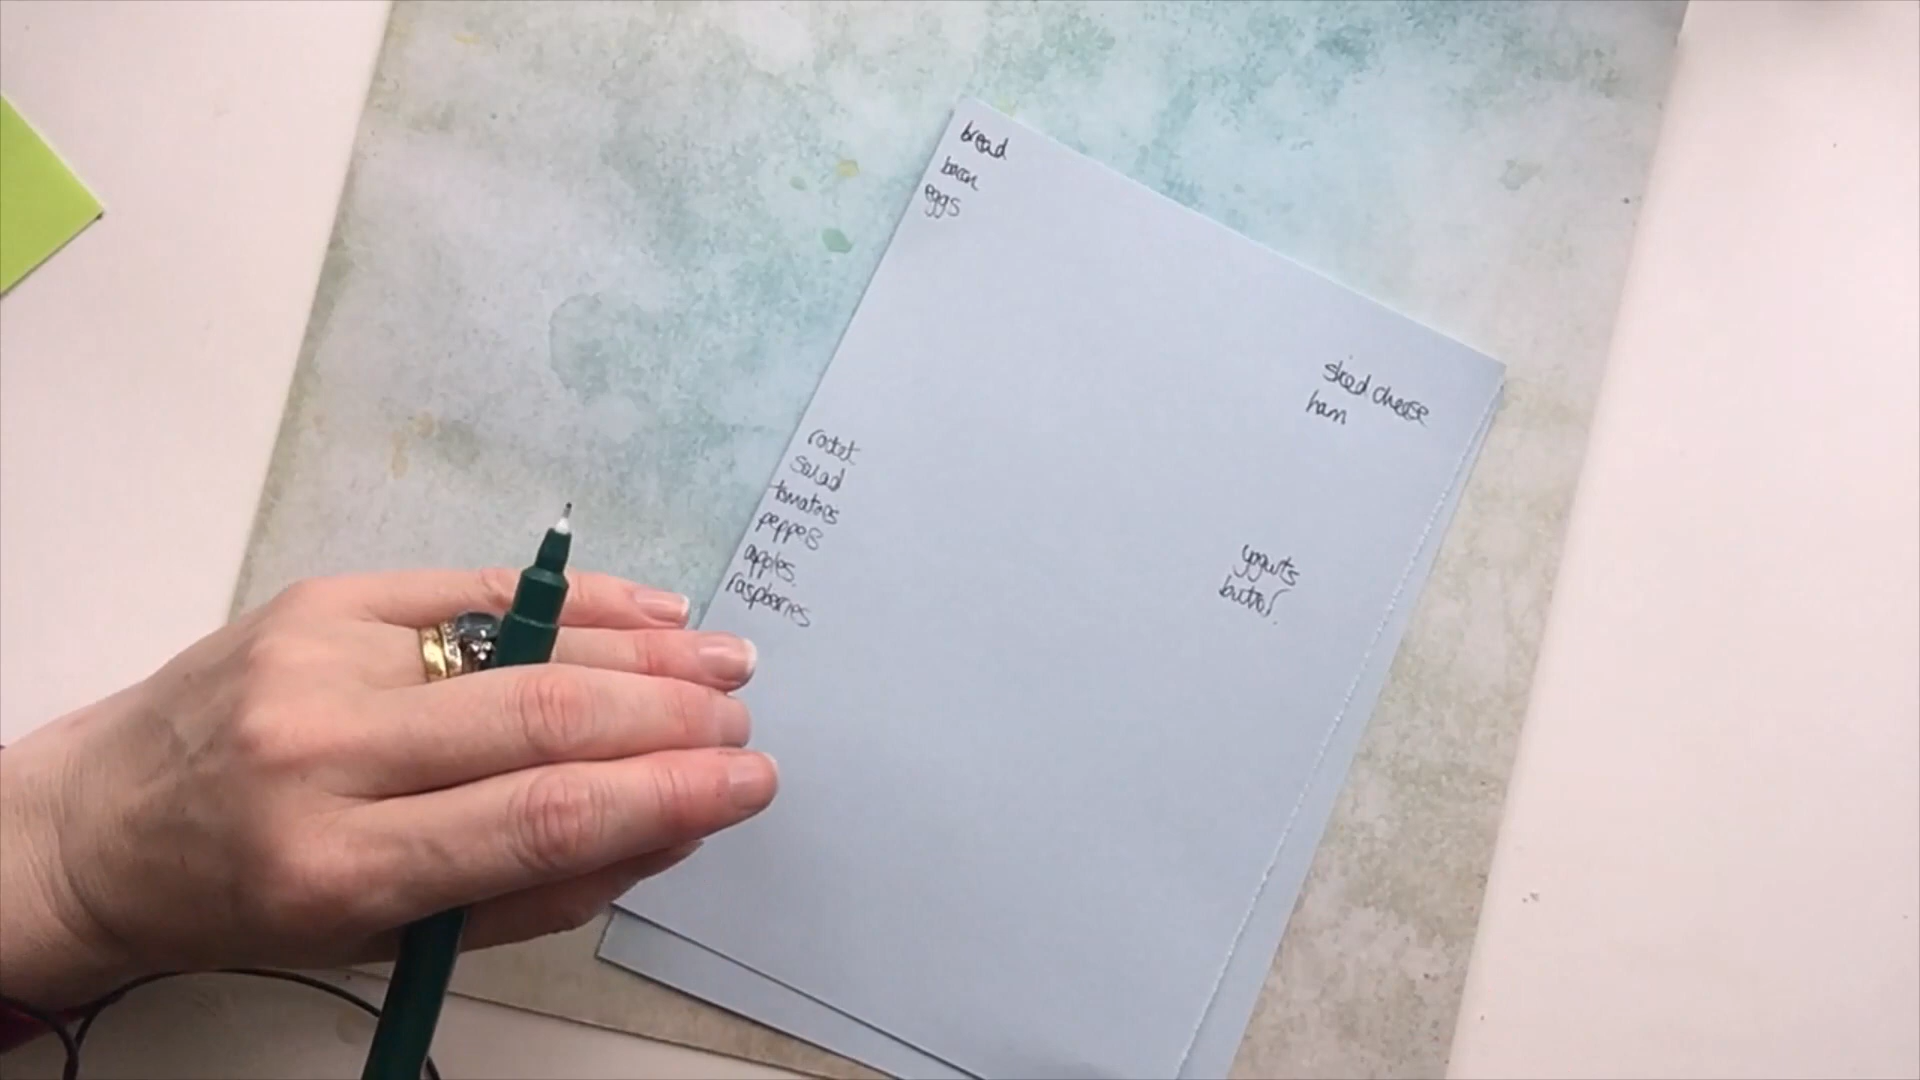 bread
bacon
eggs
sliced cheese
ham
rocket
salad
tomatoes
peppers
apples.
raspberries
yogurts
butter.